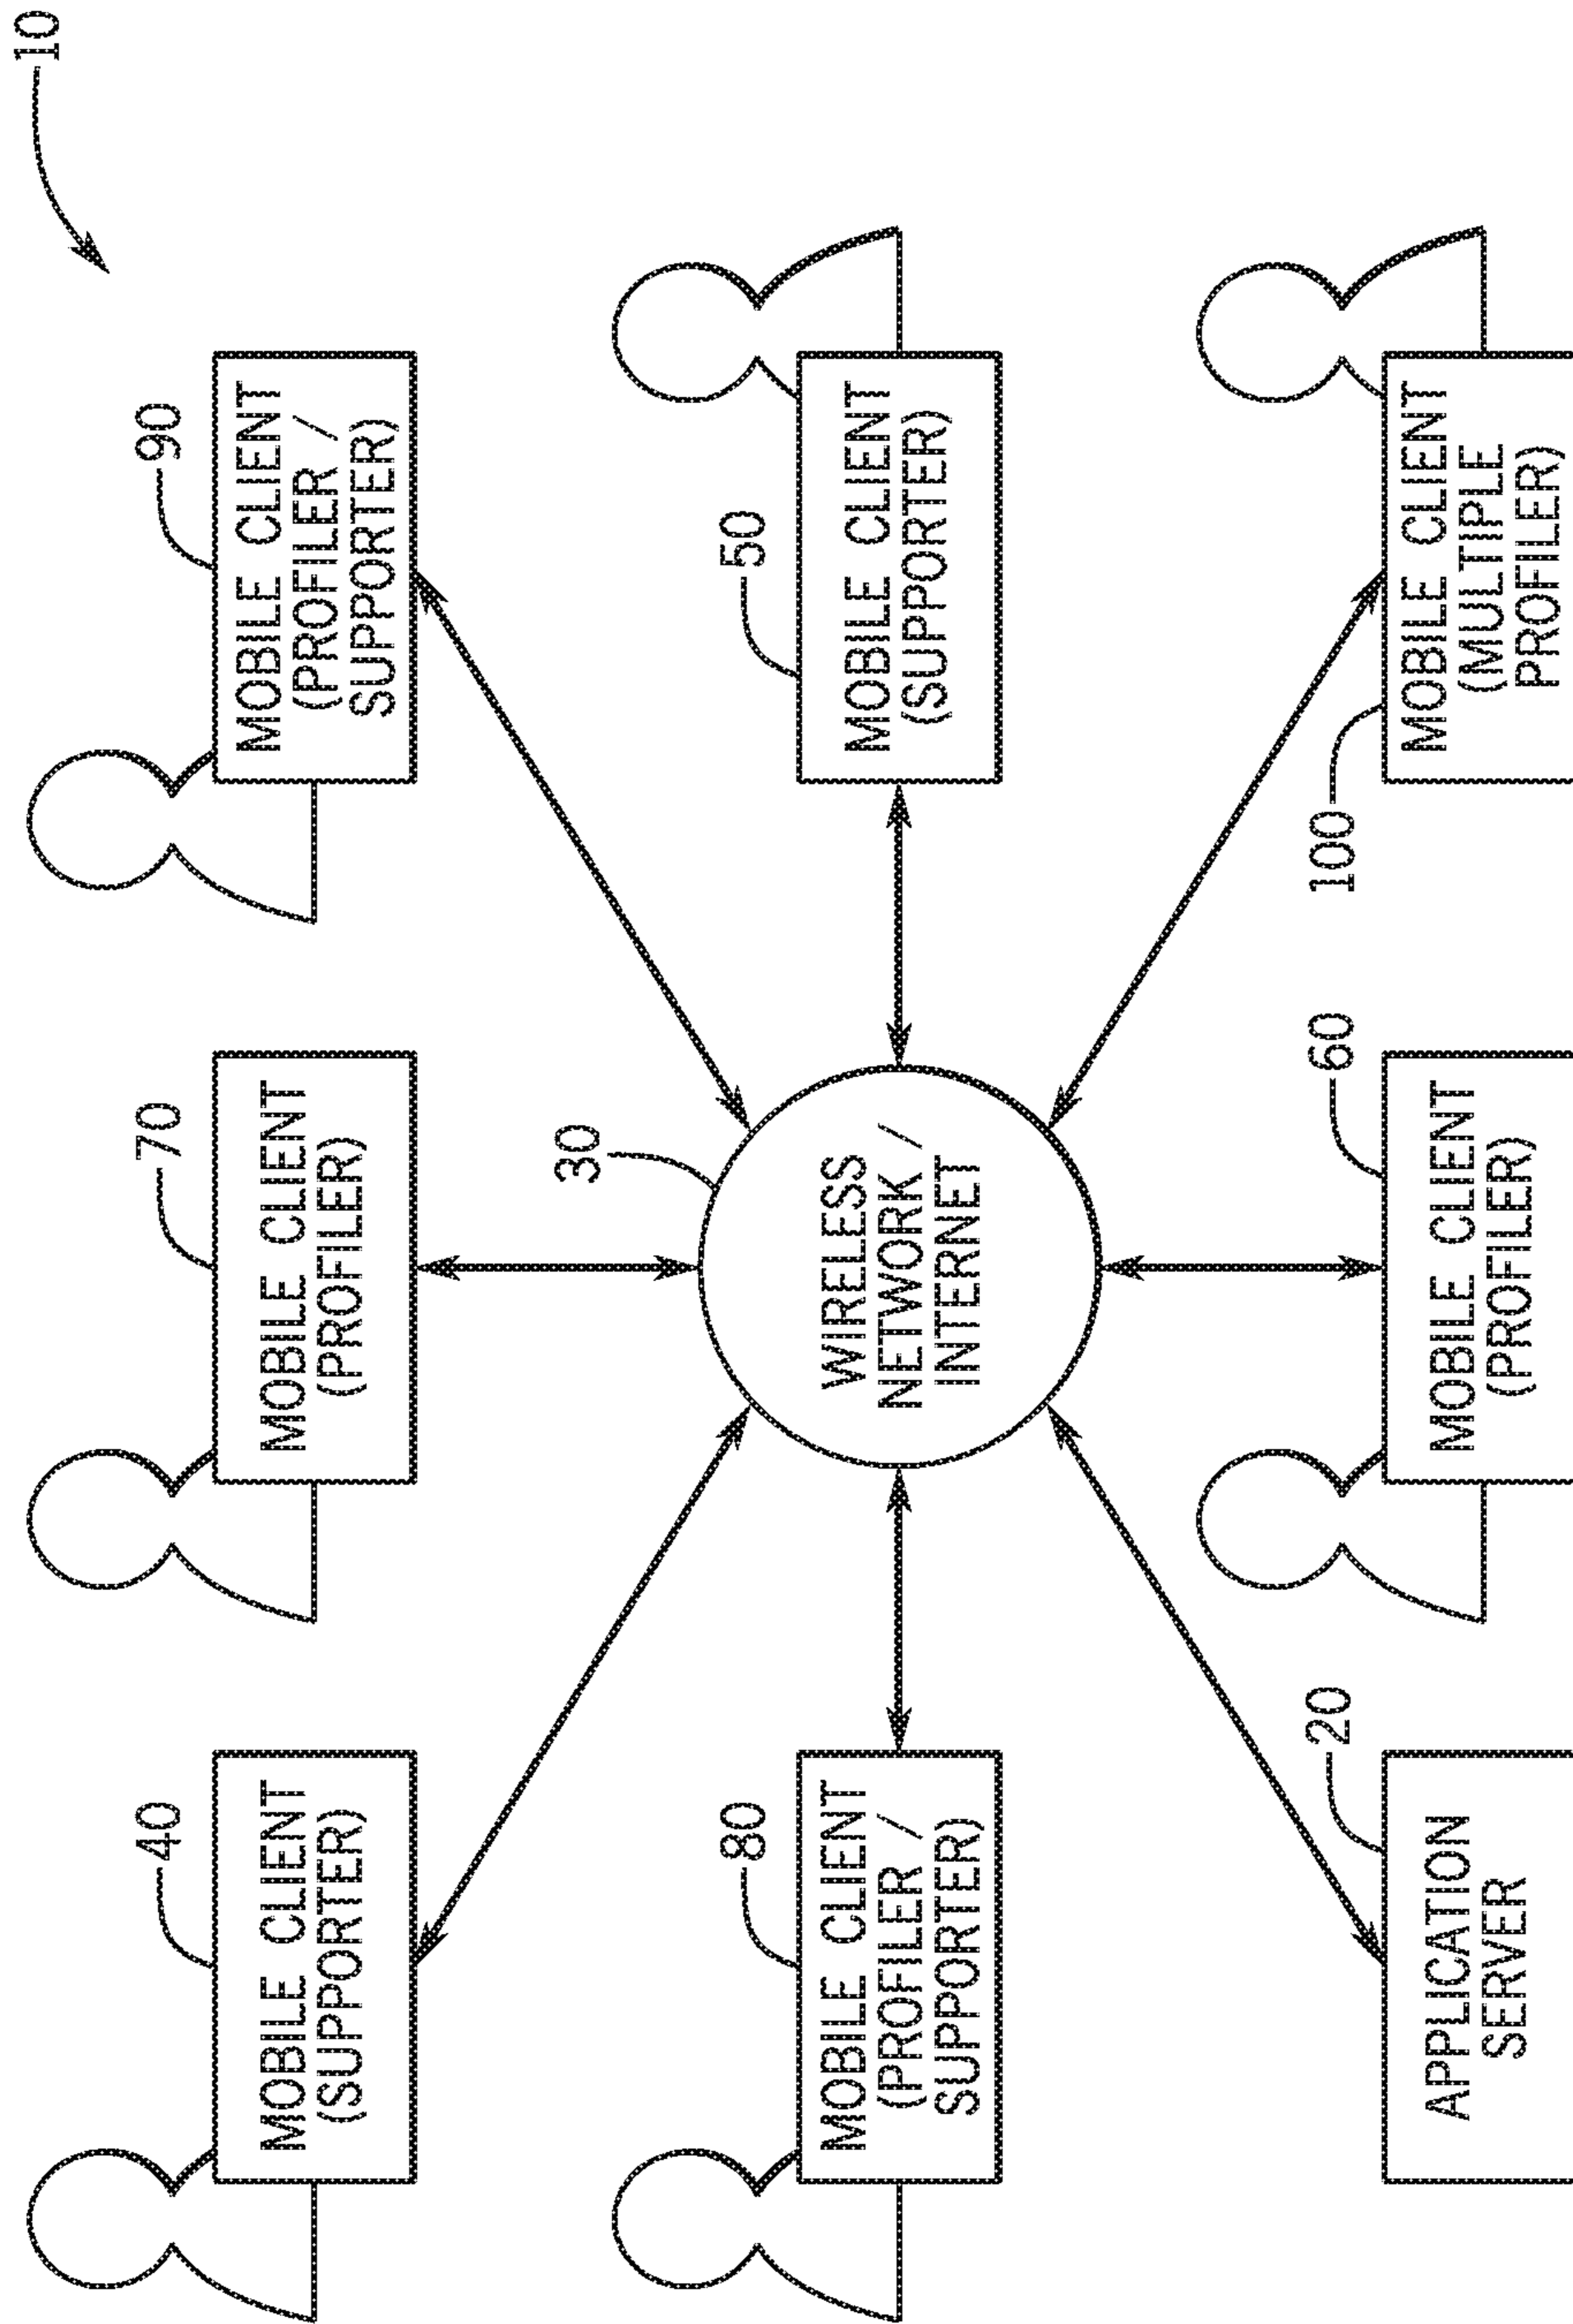 10
40
MOBILE CLIENT
(SUPPORTER)
70
MOBILE CLIENT
(PROFILER)
90
MOBILE CLIENT
(PROFILER /
SUPPORTER)
80
MOBILE CLIENT
(PROFILER /
SUPPORTER)
30
WIRELESS
NETWORK /
INTERNET
50
MOBILE CLIENT
(SUPPORTER)
20
APPLICATION
SERVER
60
MOBILE CLIENT
(PROFILER)
100
MOBILE CLIENT
(MULTIPLE
PROFILER)